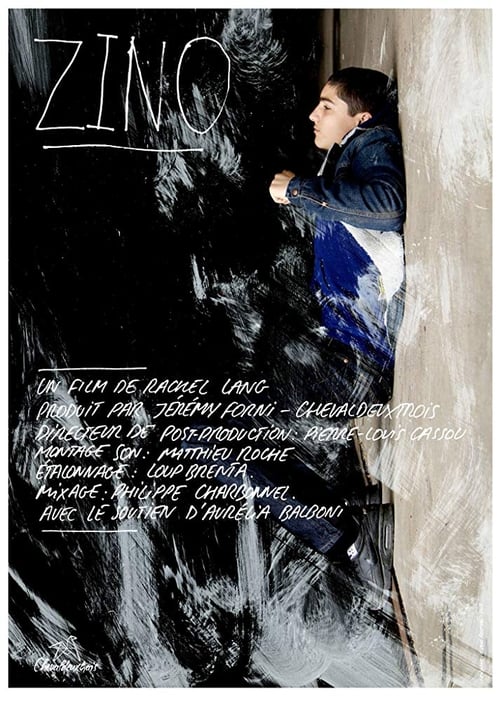 ZINO
UN FILM DE RACHEL LANG
PRODUIT PAR JÉRÉMY FORNI – CHEVALDEUXTROIS
DIRECTEUR DE POST-PRODUCTION : PIERRE-LOUIS CASSOU
MONTAGE SON : MATTHIEU ROCHE
ÉTALONNAGE : LOUP BRENTA.
MIXAGE : PHILIPPE CHARBONNEL.
AVEC LE SOUTIEN D'AURÉLIA BALBONI
Chevaldeuxtrois